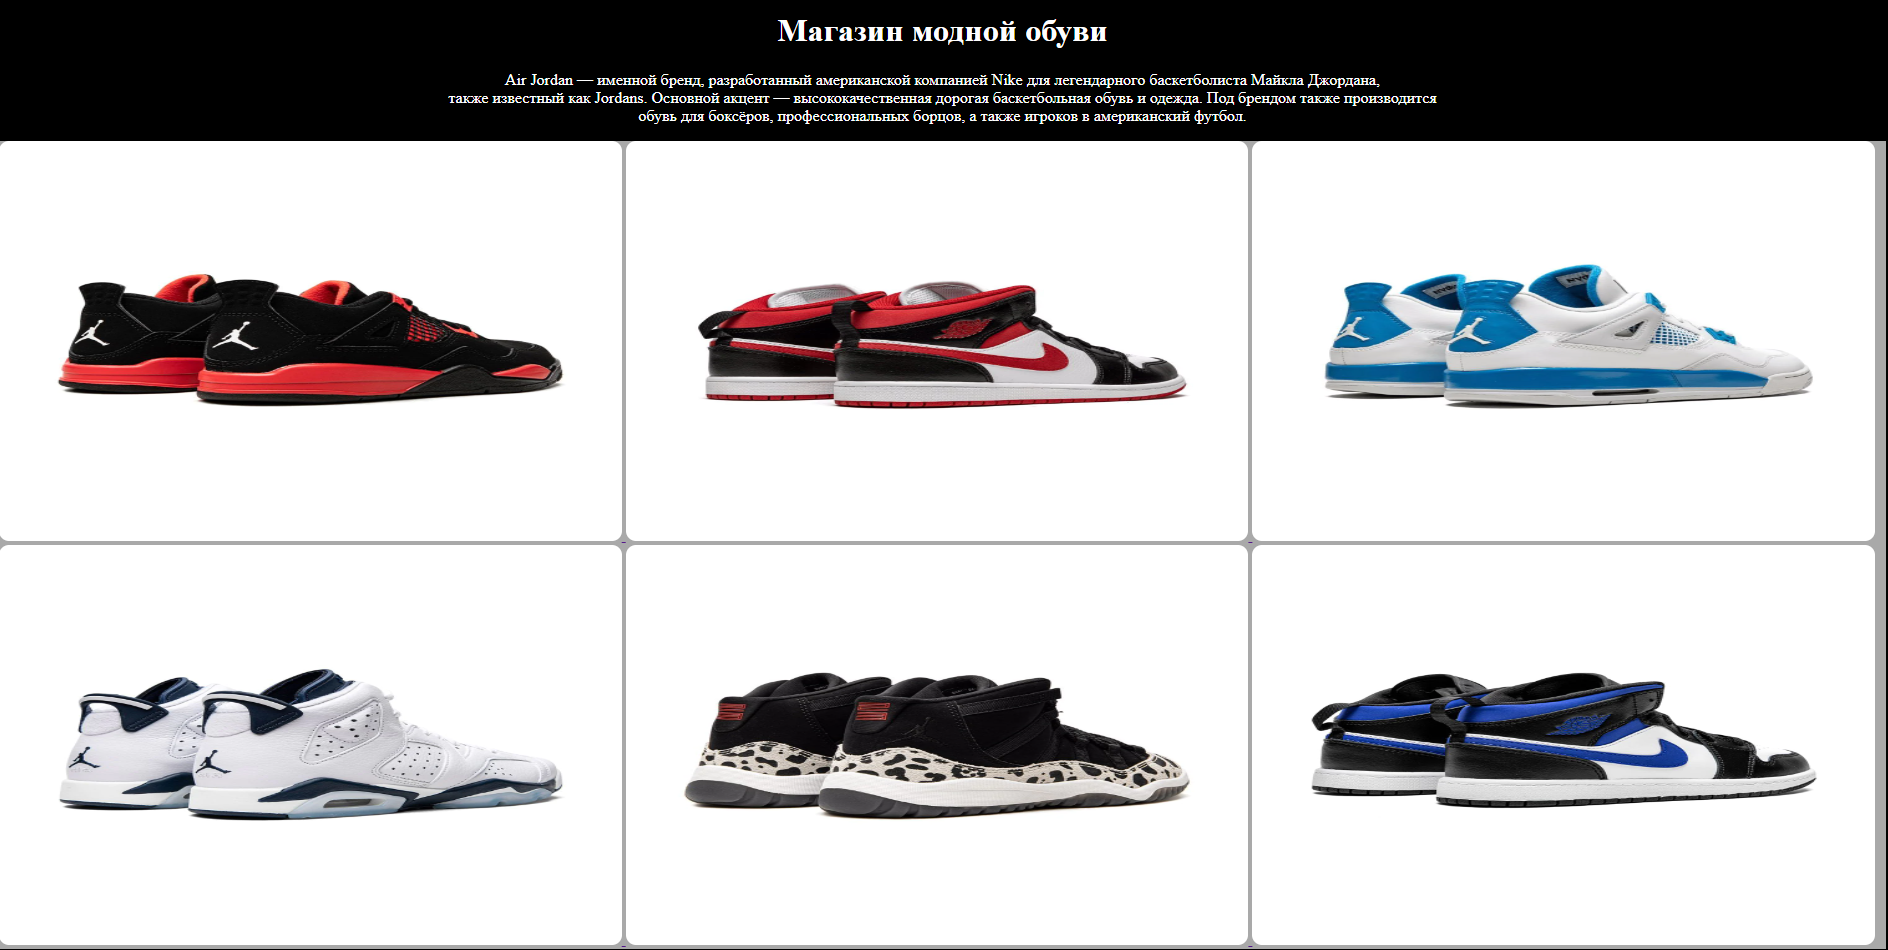 Магазин модной обуви
Air Jordan — именной бренд, разработанный американской компанией Nike для легендарного баскетболиста Майкла Джордана,
также известный как Jordans. Основной акцент — высококачественная дорогая баскетбольная обувь и одежда. Под брендом также производится
обувь для боксёров, профессиональных борцов, а также игроков в американский футбол.